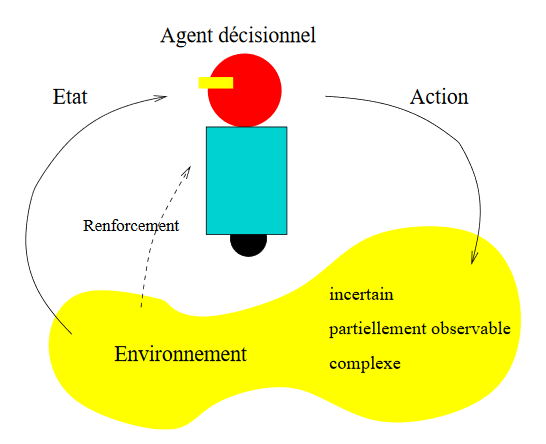 Agent décisionnel
Etat
Action
Renforcement
incertain
partiellement observable
complexe
Environnement